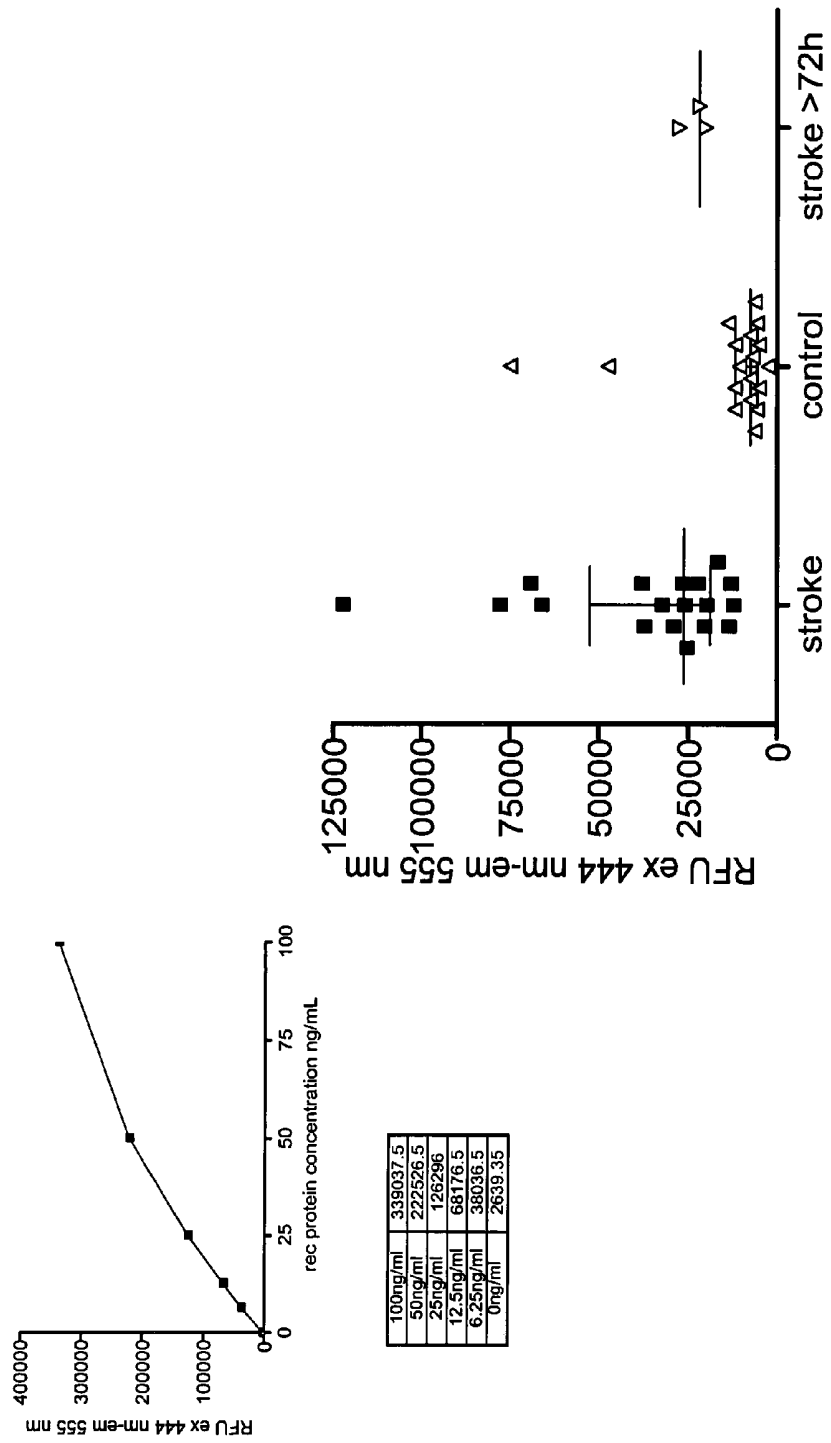 400000
300000
200000
100000
0
RFU ex 444 nm-em 555 nm
0
25
50
75
100
rec protein concentration ng/mL
100ng/ml 339037.5
50ng/ml 222526.5
25ng/ml 126296
12.5ng/ml 68176.5
6.25ng/ml 38036.5
0ng/ml 2639.35
125000
100000
75000
50000
25000
0
RFU ex 444 nm-em 555 nm
stroke
control
stroke >72h